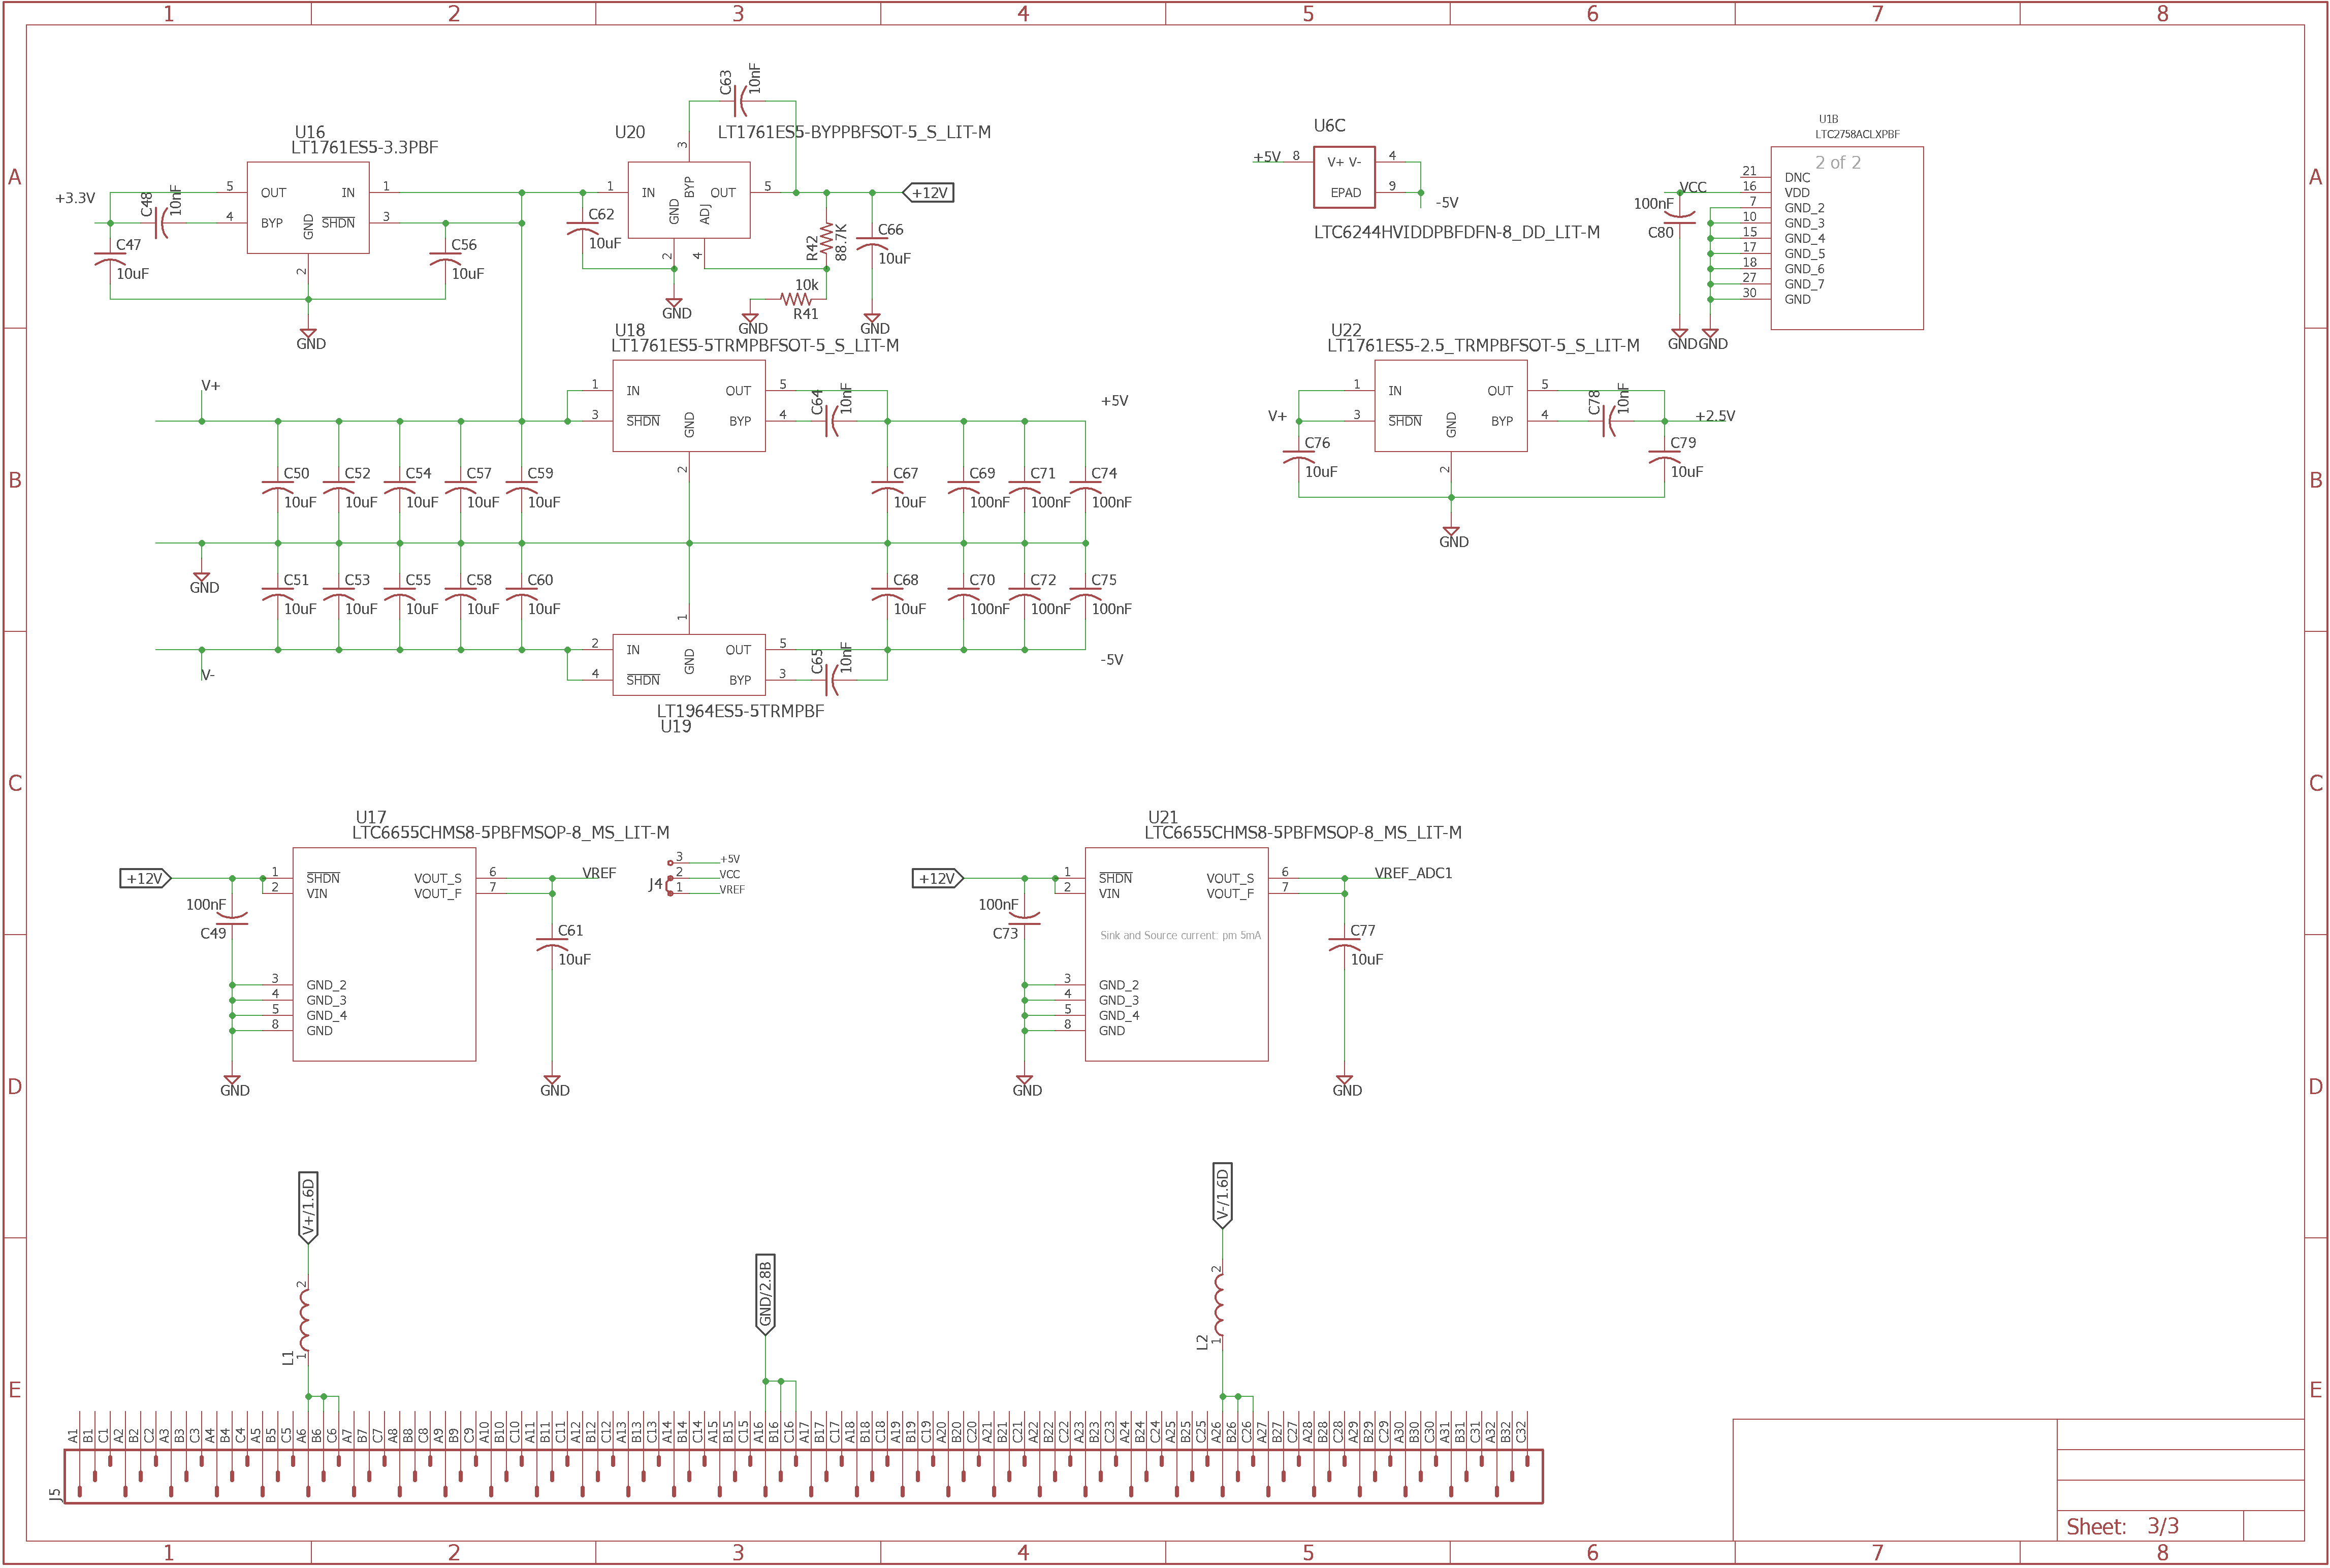 1 2 3 4 5 6 7 8
A
B
C
D
E
A
B
C
D
E
U16
LT1761ES5-3.3PBF
+3.3V
C48
10nF
5 OUT IN 1
4 BYP GND SHDN 3
2
C47
10uF
C56
10uF
GND
C63
10nF
U20
LT1761ES5-BYPPBFSOT-5_S_LIT-M
3
1 IN BYP OUT 5
GND ADJ
2 4
+12V
C62
10uF
R42
88.7K
C66
10uF
10k
R41
GND
GND
GND
U6C
+5V 8 V+ V- 4
EPAD 9
-5V
LTC6244HVIDDPBFDFN-8_DD_LIT-M
U1B
LTC2758ACLXPBF
2 of 2
VCC
100nF
C80
21 DNC
16 VDD
7 GND_2
10 GND_3
15 GND_4
17 GND_5
18 GND_6
27 GND_7
30 GND
GND GND
U18
LT1761ES5-5TRMPBFSOT-5_S_LIT-M
1 IN OUT 5
3 SHDN GND BYP 4
2
C64
10nF
+5V
V+
C50
10uF
C52
10uF
C54
10uF
C57
10uF
C59
10uF
C67
10uF
C69
100nF
C71
100nF
C74
100nF
GND
C51
10uF
C53
10uF
C55
10uF
C58
10uF
C60
10uF
C68
10uF
C70
100nF
C72
100nF
C75
100nF
V-
1
2 IN GND OUT 5
4 SHDN BYP 3
C65
10nF
-5V
LT1964ES5-5TRMPBF
U19
U22
LT1761ES5-2.5_TRMPBFSOT-5_S_LIT-M
V+
1 IN OUT 5
3 SHDN GND BYP 4
2
C78
10nF
+2.5V
C76
10uF
C79
10uF
GND
U17
LTC6655CHMS8-5PBFMSOP-8_MS_LIT-M
+12V
1 SHDN VOUT_S 6
2 VIN VOUT_F 7
VREF
100nF
C49
3 GND_2
4 GND_3
5 GND_4
8 GND
C61
10uF
GND
GND
J4
3 +5V
2 VCC
1 VREF
U21
LTC6655CHMS8-5PBFMSOP-8_MS_LIT-M
+12V
1 SHDN VOUT_S 6
2 VIN VOUT_F 7
VREF_ADC1
100nF
C73
Sink and Source current: pm 5mA
3 GND_2
4 GND_3
5 GND_4
8 GND
C77
10uF
GND
GND
V+/1.6D
2
L1
1
GND/2.8B
V-/1.6D
2
L2
1
A1 B1 C1 A2 B2 C2 A3 B3 C3 A4 B4 C4 A5 B5 C5 A6 B6 C6 A7 B7 C7 A8 B8 C8 A9 B9 C9 A10 B10 C10 A11 B11 C11 A12 B12 C12 A13 B13 C13 A14 B14 C14 A15 B15 C15 A16 B16 C16 A17 B17 C17 A18 B18 C18 A19 B19 C19 A20 B20 C20 A21 B21 C21 A22 B22 C22 A23 B23 C23 A24 B24 C24 A25 B25 C25 A26 B26 C26 A27 B27 C27 A28 B28 C28 A29 B29 C29 A30 B30 C30 A31 B31 C31 A32 B32 C32
J5
Sheet: 3/3
1 2 3 4 5 6 7 8